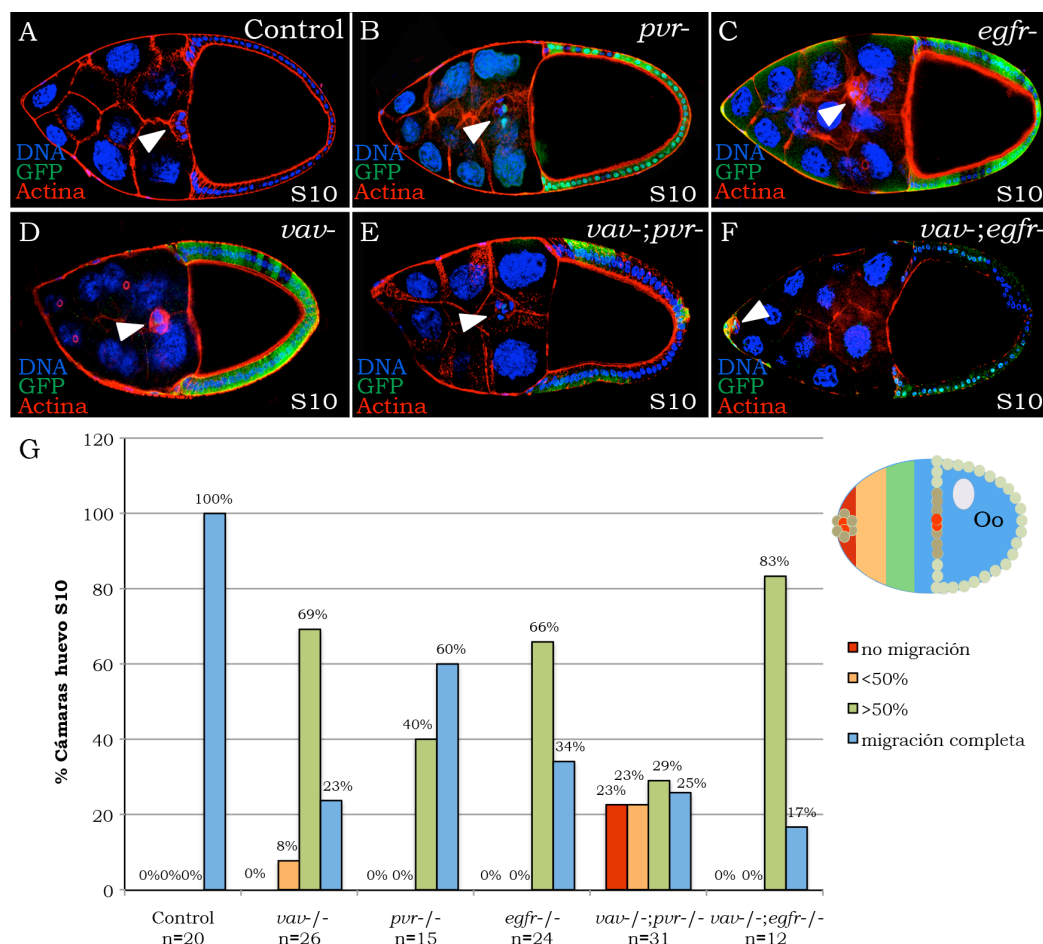 A
Control
DNA
GFP
Actina
S10
B
pvr-
DNA
GFP
Actina
S10
C
egfr-
DNA
GFP
Actina
S10
D
vav-
DNA
GFP
Actina
S10
E
vav-;pvr-
DNA
GFP
Actina
S10
F
vav-;egfr-
DNA
GFP
Actina
S10
G
% Cámaras huevo S10
120
100
80
60
40
20
0
0%0%0%
100%
0%
8%
69%
23%
0% 0%
40%
60%
0% 0%
66%
34%
23%
23%
29%
25%
0% 0%
83%
17%
Control
n=20
vav-/-
n=26
pvr-/-
n=15
egfr-/-
n=24
vav-/-;pvr-/-
n=31
vav-/-;egfr-/-
n=12
Oo
no migración
<50%
>50%
migración completa